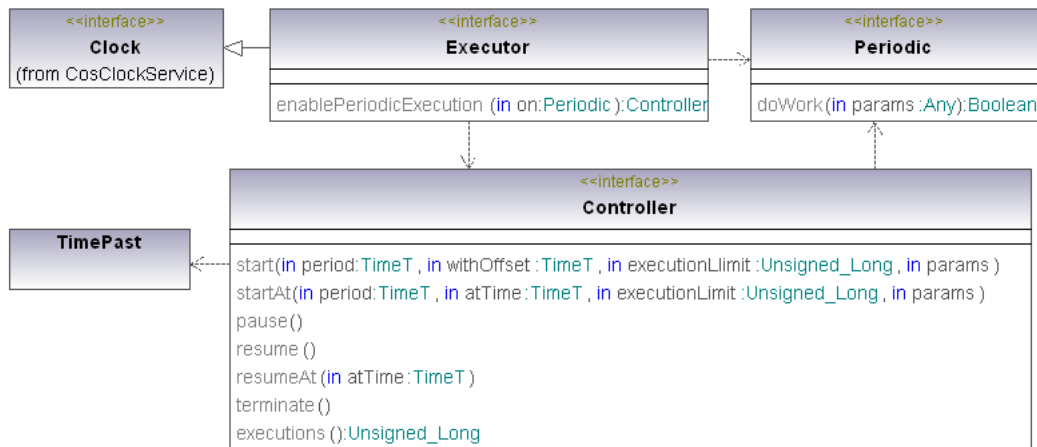 <<interface>>
Clock
(from CosClockService)
<<interface>>
Executor
enablePeriodicExecution (in on:Periodic ):Controller
<<interface>>
Periodic
doWork(in params :Any):Boolean
<<interface>>
Controller
start(in period:TimeT , in withOffset :TimeT , in executionLlimit :Unsigned_Long , in params )
startAt(in period:TimeT , in atTime:TimeT , in executionLimit :Unsigned_Long , in params )
pause()
resume ()
resumeAt (in atTime:TimeT )
terminate ()
executions ():Unsigned_Long
TimePast